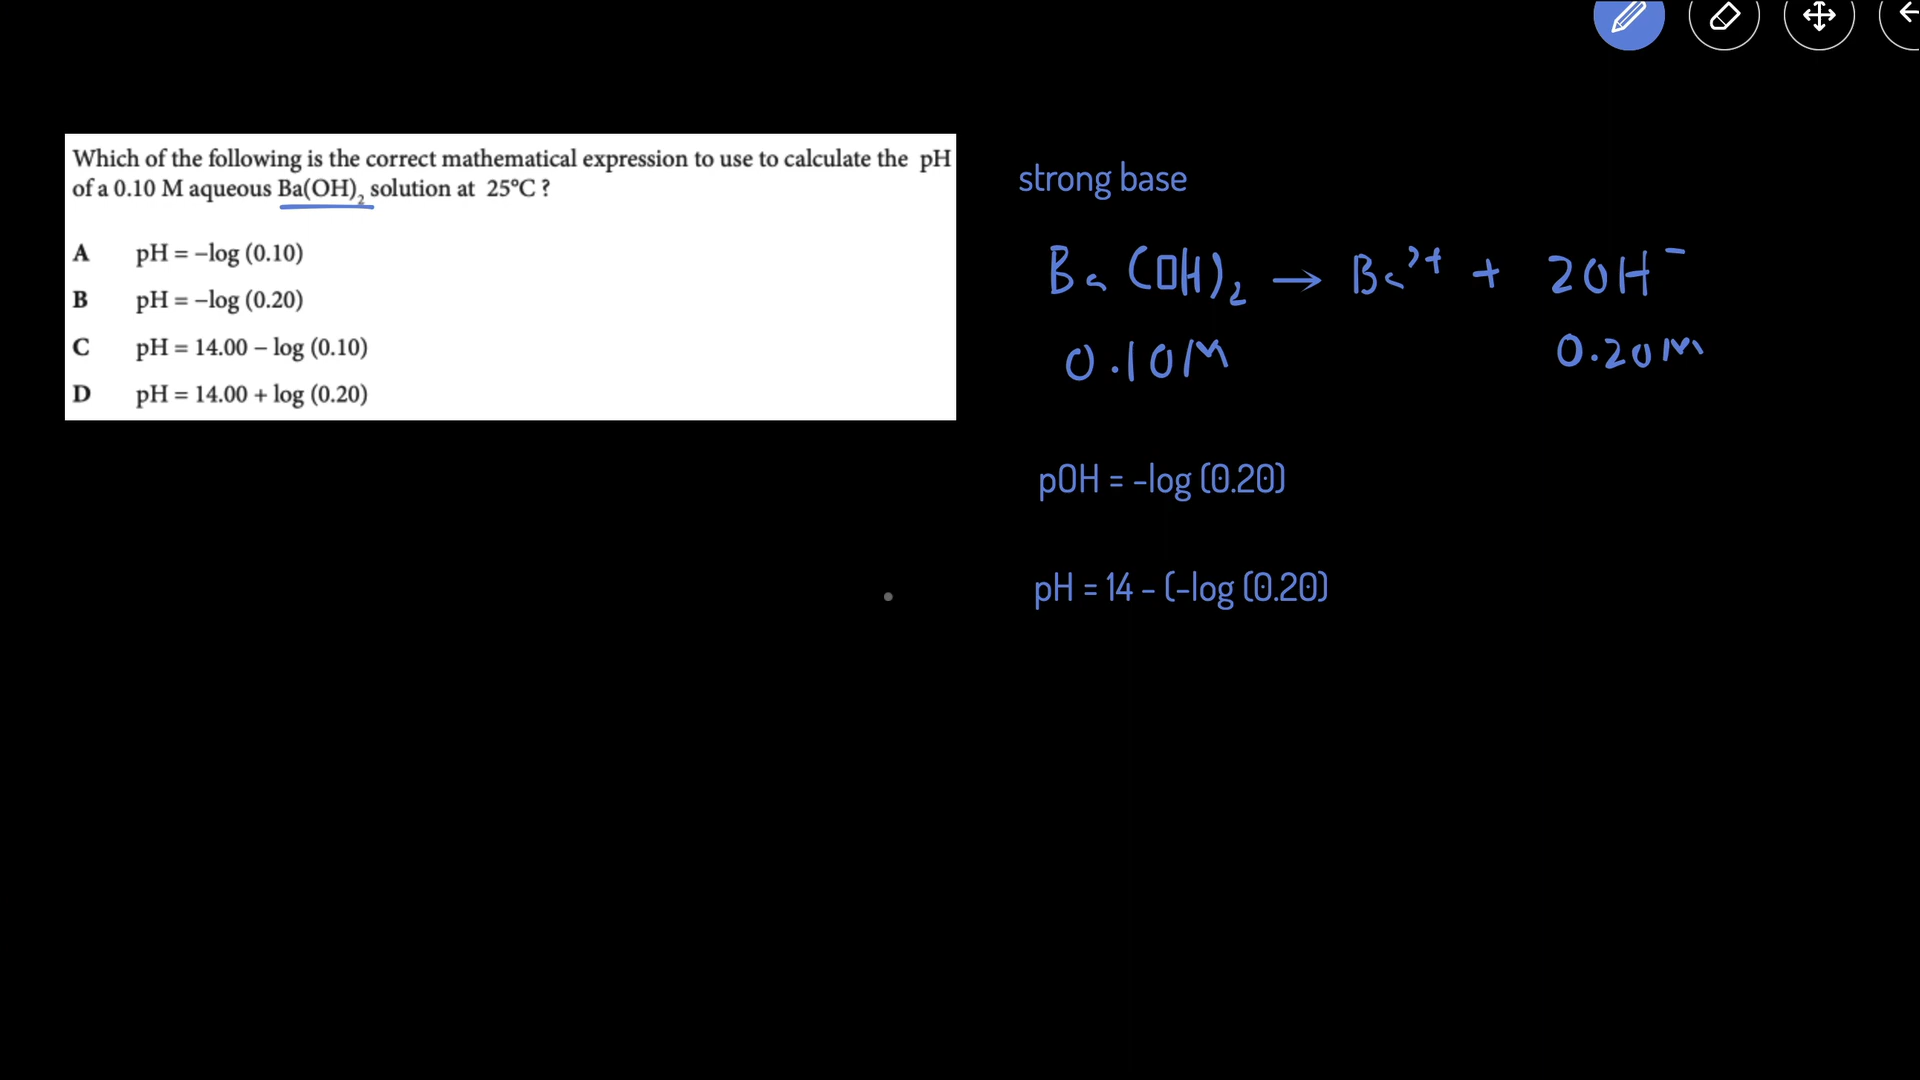 Which of the following is the correct mathematical expression to use to calculate the pH
of a 0.10 M aqueous Ba(OH)₂ solution at 25°C ?
A pH = −log (0.10)
B pH = −log (0.20)
C pH = 14.00 − log (0.10)
D pH = 14.00 + log (0.20)
strong base
Ba(OH)₂ → Ba²⁺ + 2OH⁻
0.10M 0.20M
pOH = -log (0.20)
pH = 14 - (-log (0.20)